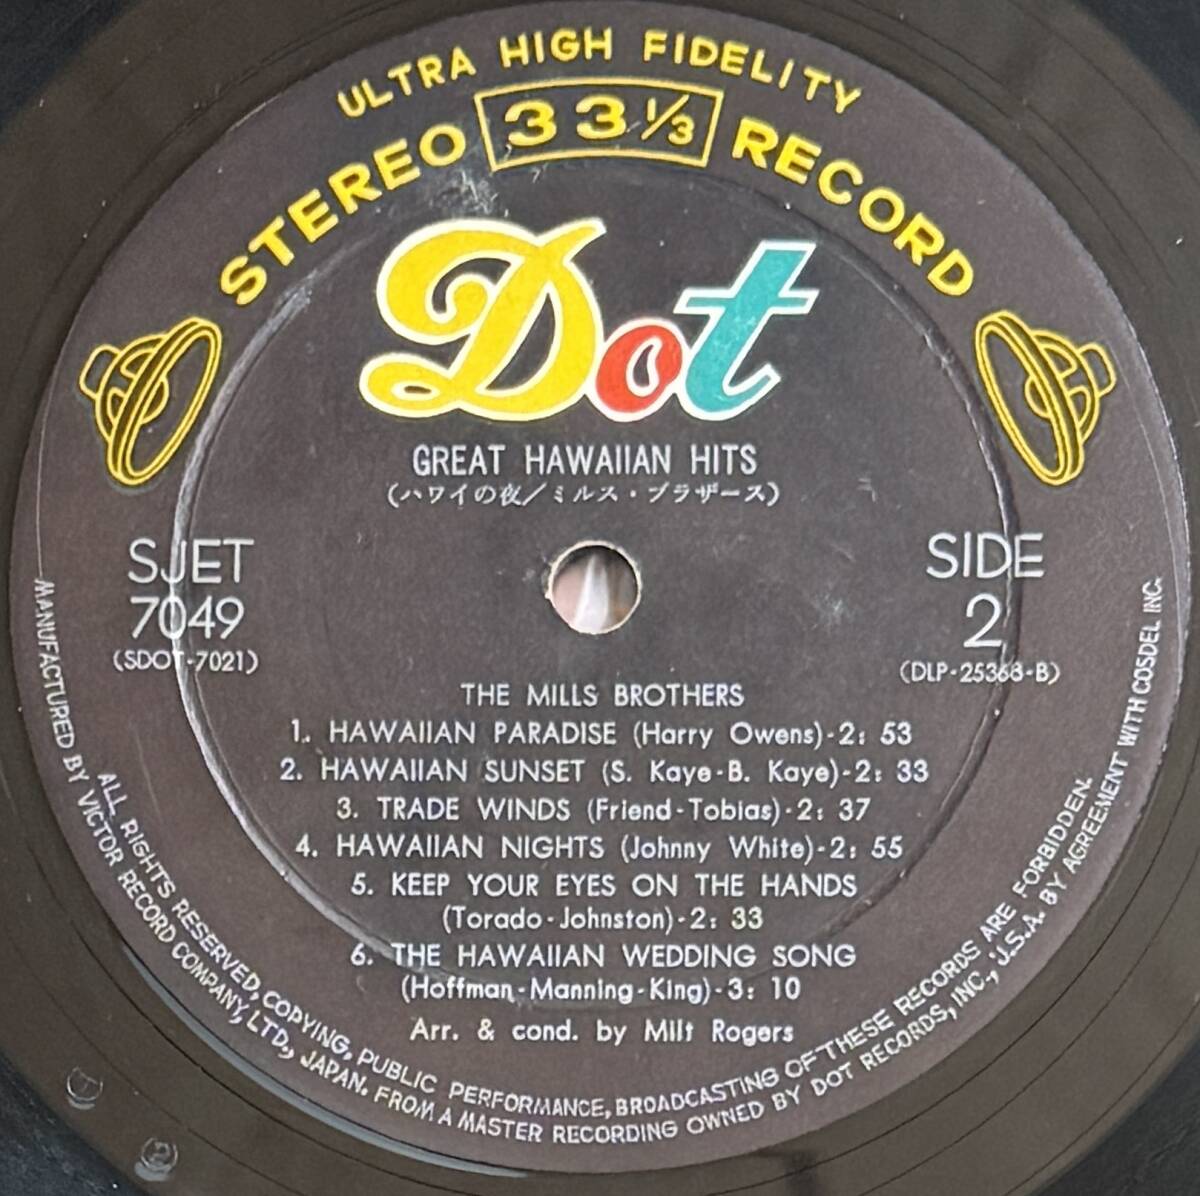 ULTRA HIGH FIDELITY
STEREO 33 1/3 RECORD
Dot
GREAT HAWAIIAN HITS
(ハワイの夜/ミルス・ブラザース)
SJET
7049
(SDOT-7021)
SIDE
2
(DLP-25368-B)
THE MILLS BROTHERS
1. HAWAIIAN PARADISE (Harry Owens)-2: 53
2. HAWAIIAN SUNSET (S. Kaye-B. Kaye)-2: 33
3. TRADE WINDS (Friend-Tobias)-2: 37
4. HAWAIIAN NIGHTS (Johnny White)-2: 55
5. KEEP YOUR EYES ON THE HANDS
(Torado-Johnston)-2: 33
6. THE HAWAIIAN WEDDING SONG
(Hoffman-Manning-King)-3: 10
Arr. & cond. by Milt Rogers
ALL RIGHTS RESERVED, COPYING, PUBLIC PERFORMANCE, BROADCASTING OF THESE RECORDS ARE FORBIDDEN.
MANUFACTURED BY VICTOR RECORD COMPANY, LTD., JAPAN. FROM A MASTER RECORDING OWNED BY DOT RECORDS, INC., U.S.A. BY AGREEMENT WITH COSDEL INC.